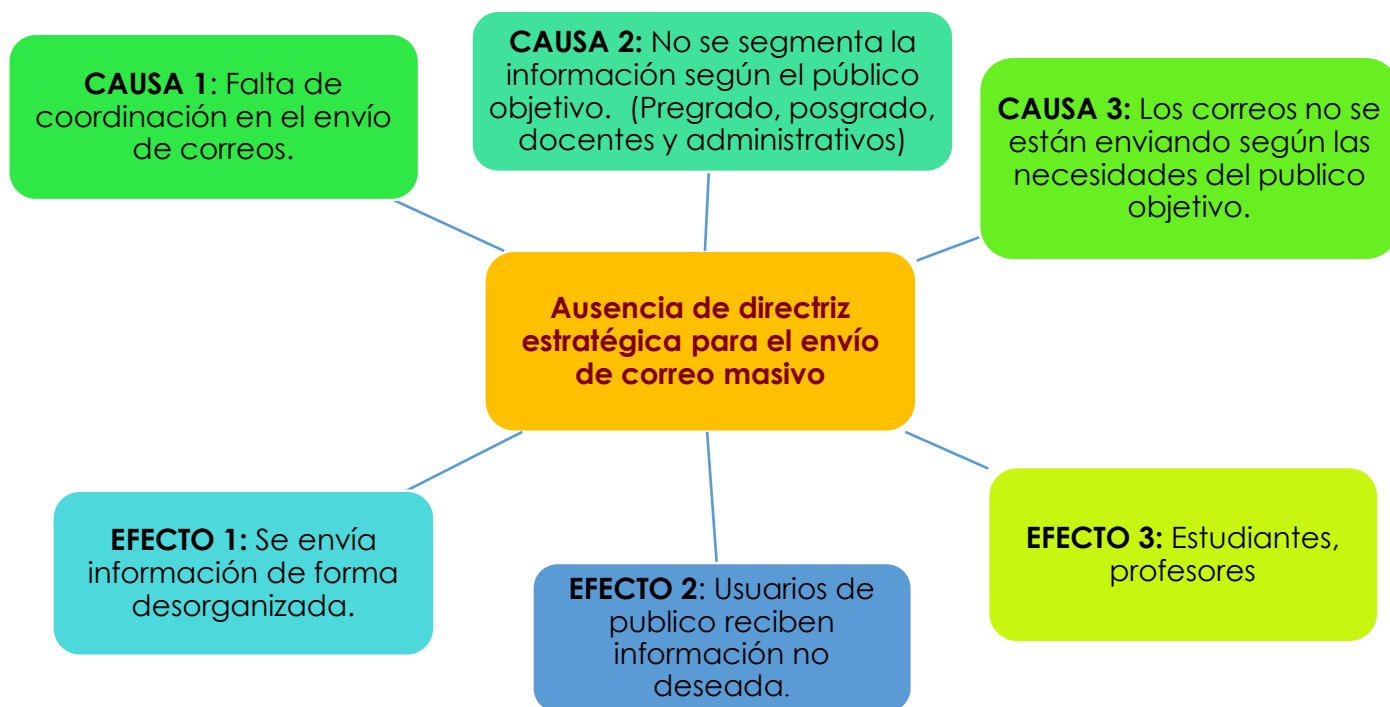 CAUSA 1: Falta de
coordinación en el envío
de correos.
CAUSA 2: No se segmenta la
información según el público
objetivo.  (Pregrado, posgrado,
docentes y administrativos)
CAUSA 3: Los correos no se
están enviando según las
necesidades del publico
objetivo.
Ausencia de directriz
estratégica para el envío
de correo masivo
EFECTO 1: Se envía
información de forma
desorganizada.
EFECTO 2: Usuarios de
publico reciben
información no
deseada.
EFECTO 3: Estudiantes,
profesores